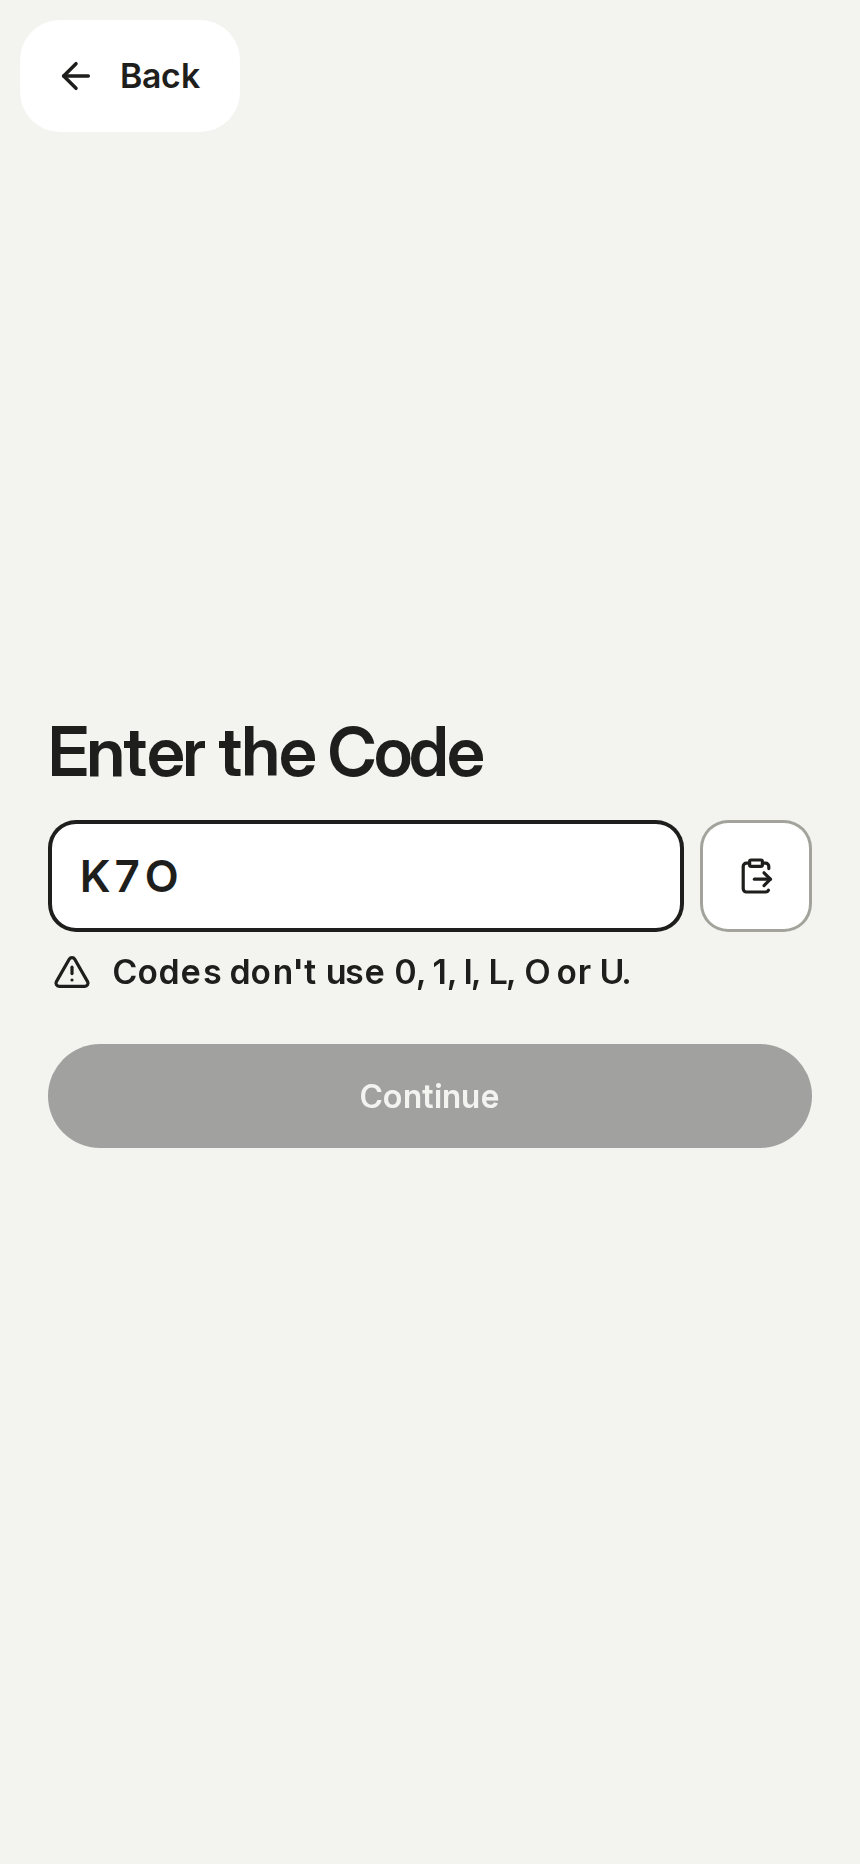 Back
Enter the Code
K7O
Codes don't use 0, 1, I, L, O or U.
Continue